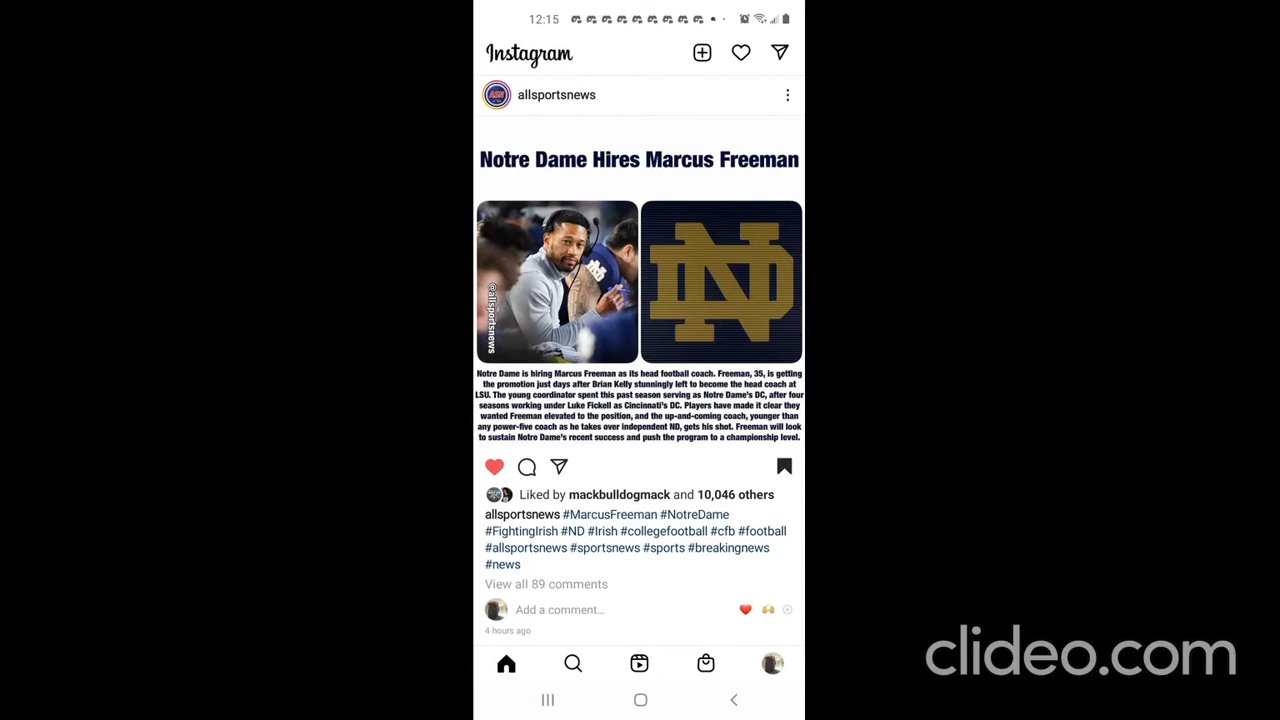 12:15
Instagram
ASN
allsportsnews
Notre Dame Hires Marcus Freeman
@allsportsnews
ND
Notre Dame is hiring Marcus Freeman as its head football coach. Freeman, 35, is getting
the promotion just days after Brian Kelly stunningly left to become the head coach at
LSU. The young coordinator spent this past season serving as Notre Dame's DC, after four
seasons working under Luke Fickell as Cincinnati's DC. Players have made it clear they
wanted Freeman elevated to the position, and the up-and-coming coach, younger than
any power-five coach as he takes over independent ND, gets his shot. Freeman will look
to sustain Notre Dame's recent success and push the program to a championship level.
Liked by mackbulldogmack and 10,046 others
allsportsnews #MarcusFreeman #NotreDame
#FightingIrish #ND #Irish #collegefootball #cfb #football
#allsportsnews #sportsnews #sports #breakingnews
#news
View all 89 comments
Add a comment...
4 hours ago
clideo.com